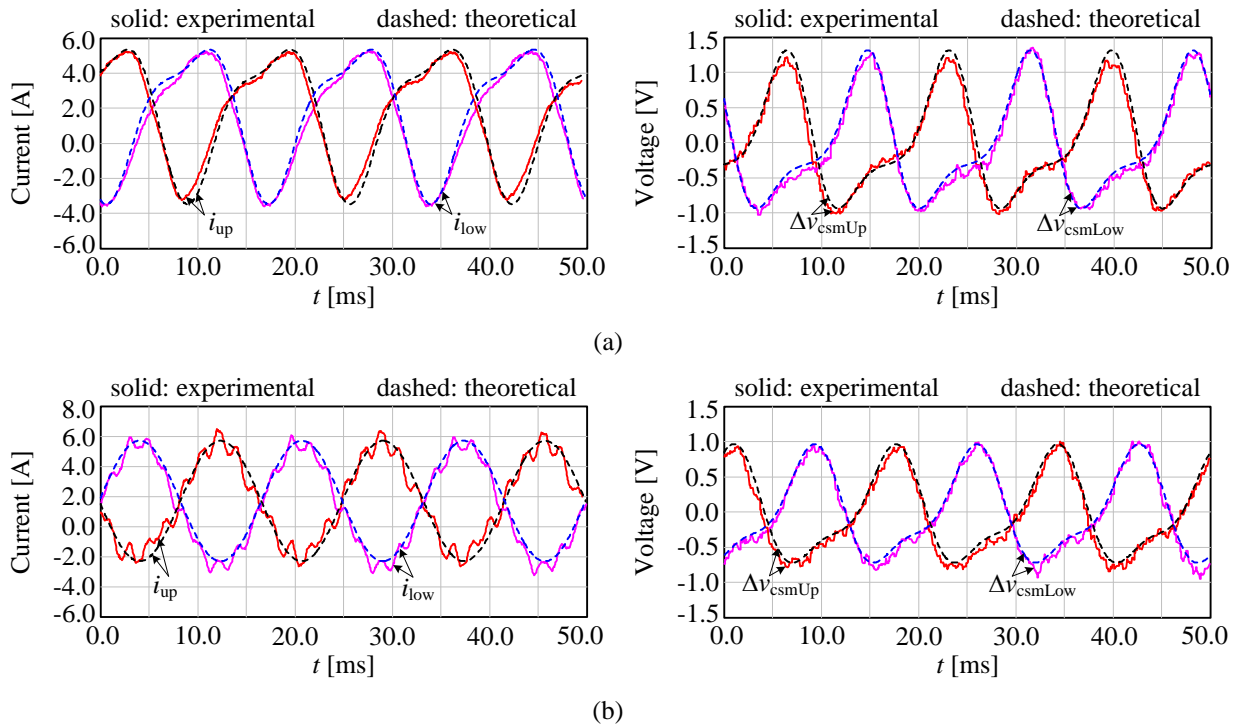 solid: experimental dashed: theoretical
6.0
4.0
2.0
0.0
-2.0
-4.0
-6.0
Current [A]
i_up
i_low
0.0 10.0 20.0 30.0 40.0 50.0
t [ms]
solid: experimental dashed: theoretical
1.5
1.0
0.5
0.0
-0.5
-1.0
-1.5
Voltage [V]
Δv_csmUp
Δv_csmLow
0.0 10.0 20.0 30.0 40.0 50.0
t [ms]
(a)
solid: experimental dashed: theoretical
8.0
6.0
4.0
2.0
0.0
-2.0
-4.0
-6.0
Current [A]
i_up
i_low
0.0 10.0 20.0 30.0 40.0 50.0
t [ms]
solid: experimental dashed: theoretical
1.5
1.0
0.5
0.0
-0.5
-1.0
1.5
Voltage [V]
Δv_csmUp
Δv_csmLow
0.0 10.0 20.0 30.0 40.0 50.0
t [ms]
(b)